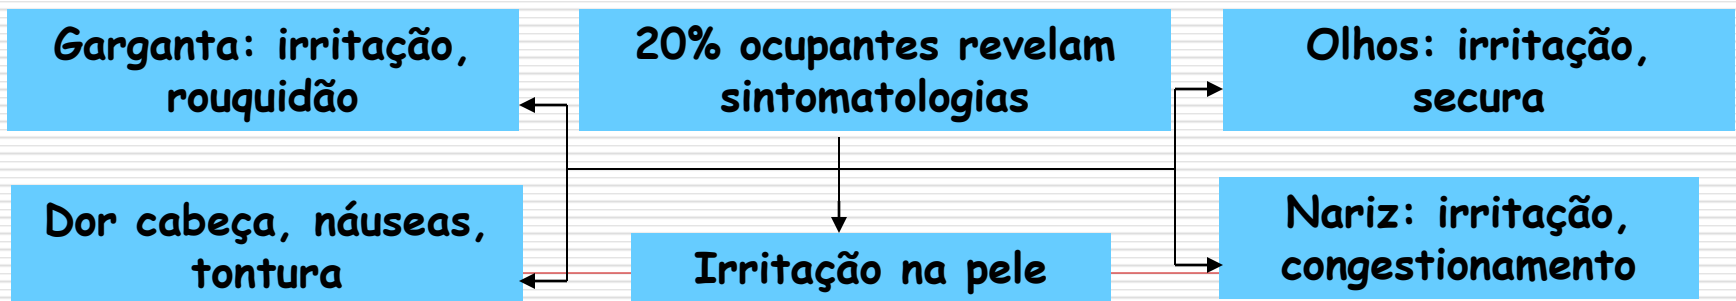 Garganta: irritação,
rouquidão
20% ocupantes revelam
sintomatologias
Olhos: irritação,
secura
Dor cabeça, náuseas,
tontura
Irritação na pele
Nariz: irritação,
congestionamento